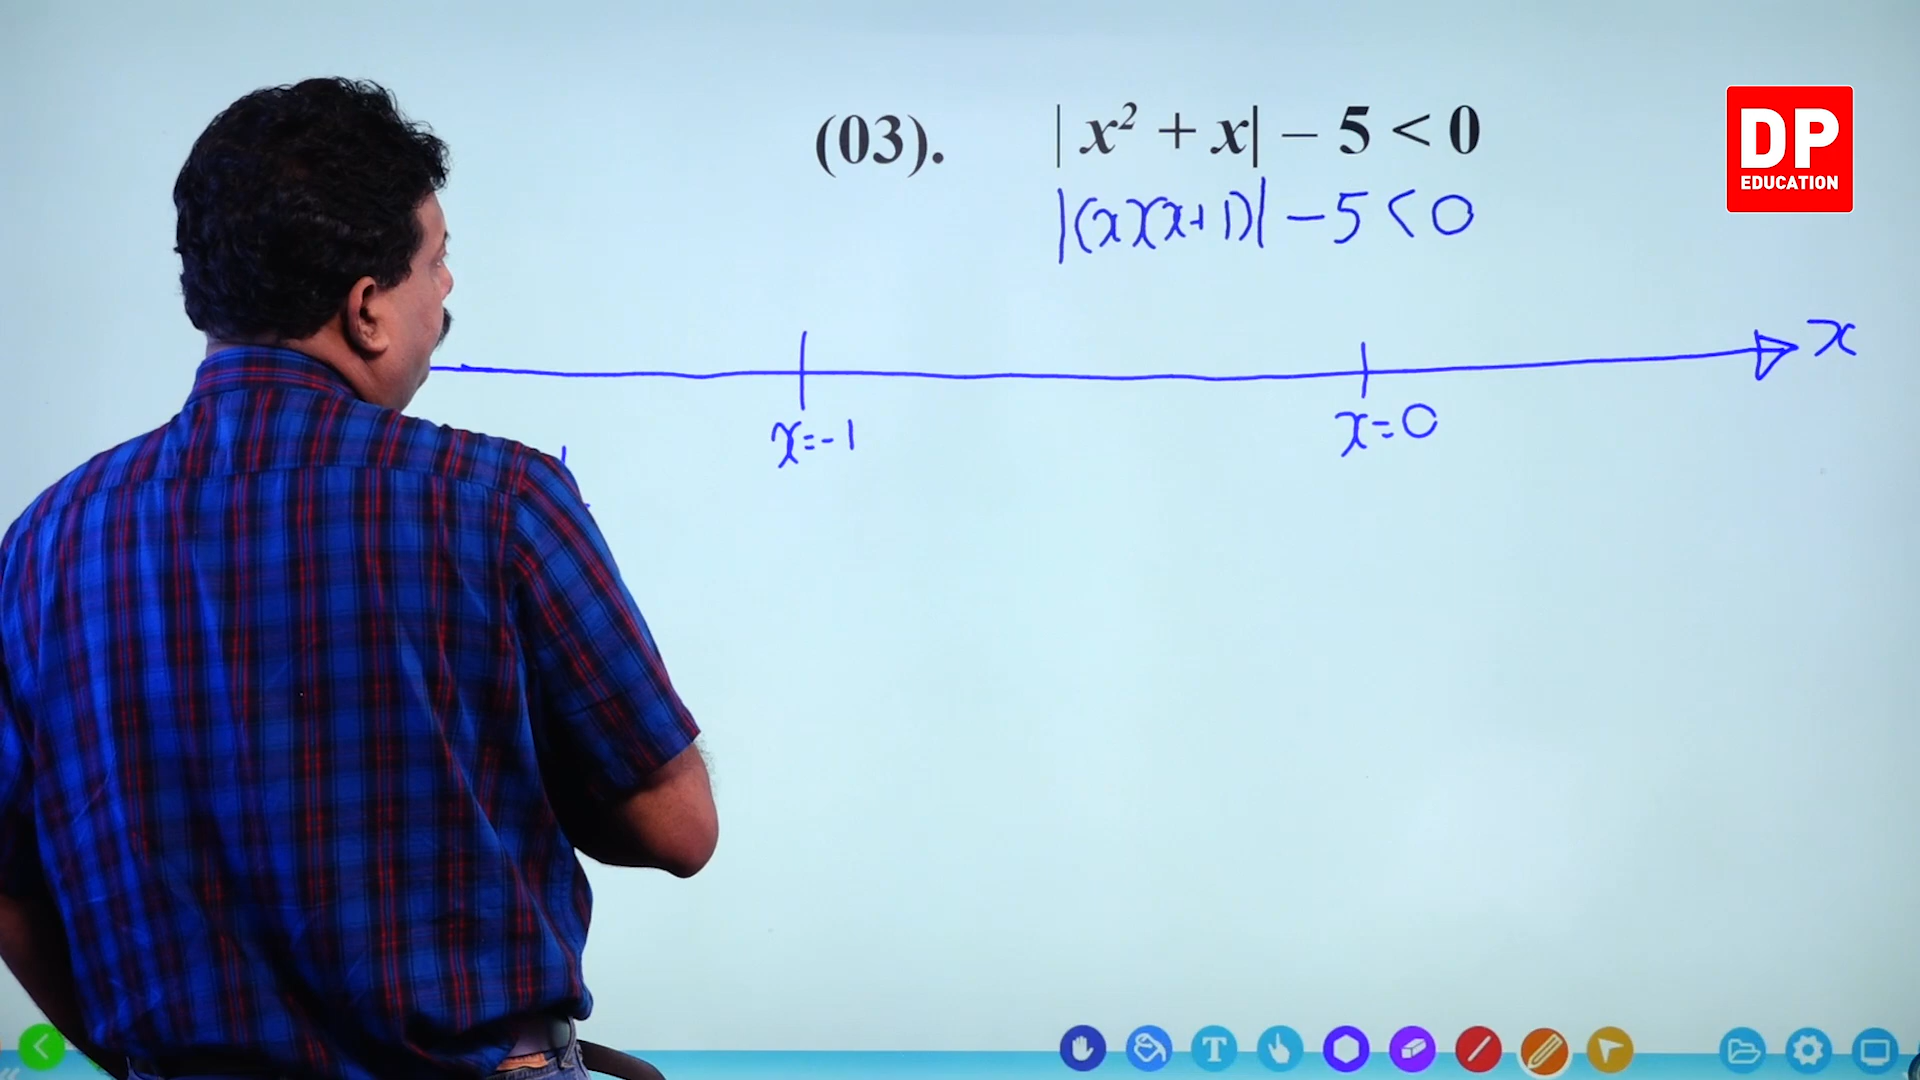 (03). | x² + x| – 5 < 0
|(x)(x+1)| – 5 < 0
x
x=-1
x=0
DP
EDUCATION
T